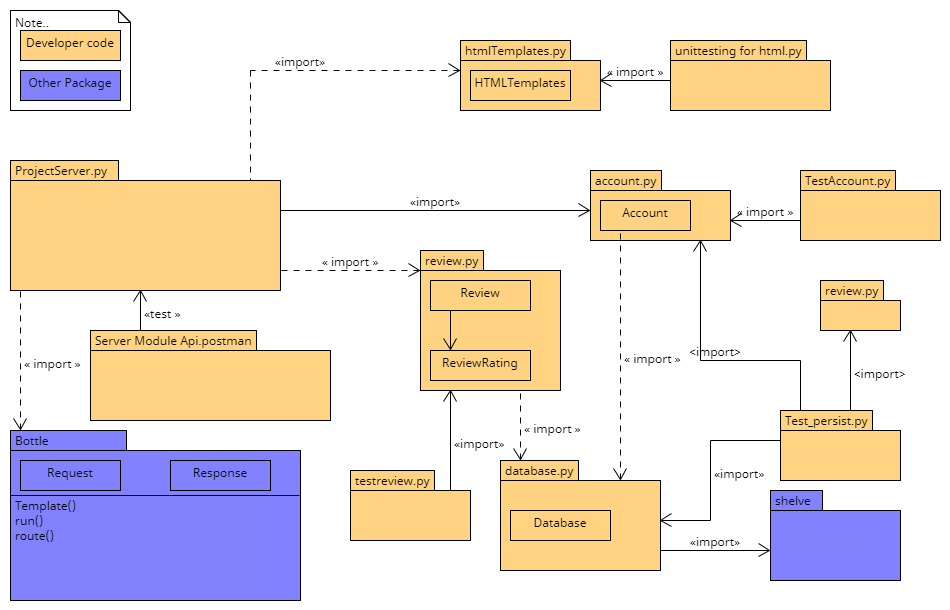 Note..
Developer code
Other Package
«import»
htmlTemplates.py
HTMLTemplates
« import »
unittesting for html.py
ProjectServer.py
«import»
account.py
Account
« import »
TestAccount.py
« import »
review.py
Review
ReviewRating
review.py
«test »
Server Module Api.postman
« import »
« import »
<import>
<import>
Bottle
Request
Response
Template()
run()
route()
testreview.py
«import»
« import »
database.py
Database
Test_persist.py
«import»
shelve
«import»